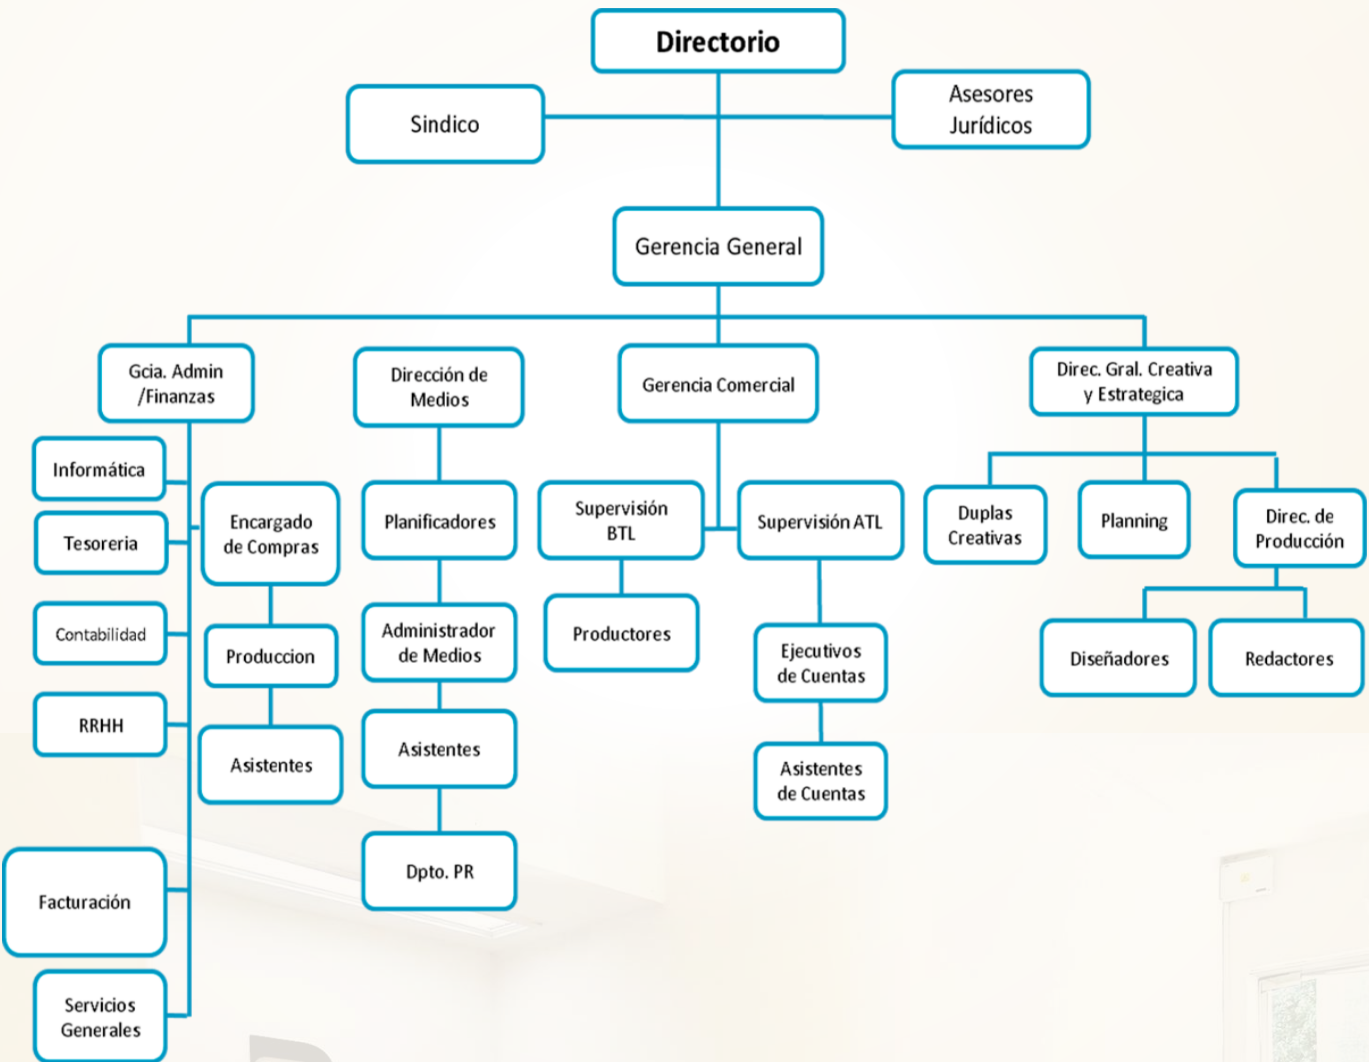 Directorio
Sindico
Asesores
Jurídicos
Gerencia General
Gcia. Admin
/Finanzas
Dirección de
Medios
Gerencia Comercial
Direc. Gral. Creativa
y Estrategica
Informática
Tesoreria
Contabilidad
RRHH
Facturación
Servicios
Generales
Encargado
de Compras
Produccion
Asistentes
Planificadores
Administrador
de Medios
Asistentes
Dpto. PR
Supervisión
BTL
Productores
Supervisión ATL
Ejecutivos
de Cuentas
Asistentes
de Cuentas
Duplas
Creativas
Planning
Direc. de
Producción
Diseñadores
Redactores